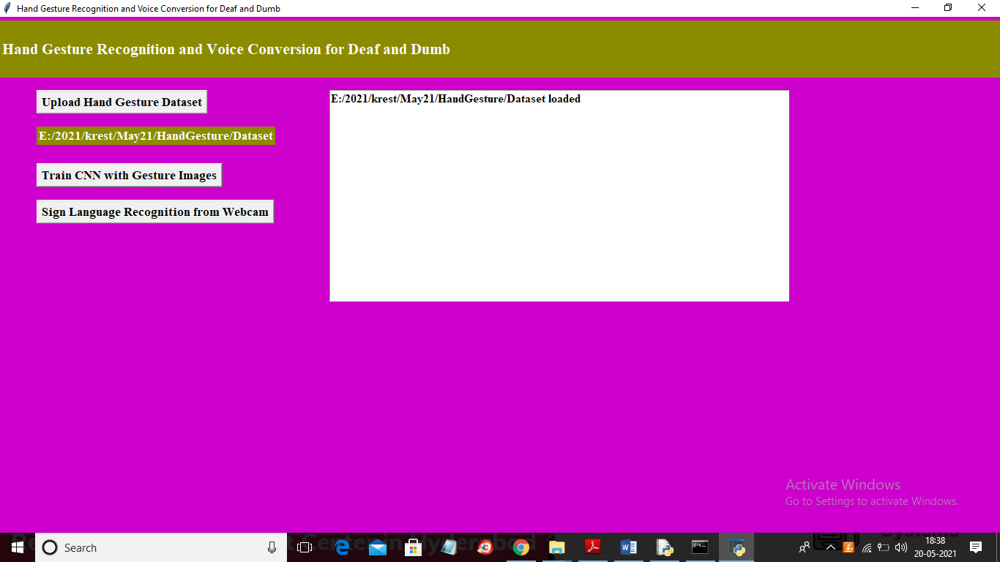 Hand Gesture Recognition and Voice Conversion for Deaf and Dumb
Hand Gesture Recognition and Voice Conversion for Deaf and Dumb
Upload Hand Gesture Dataset
E:/2021/krest/May21/HandGesture/Dataset
Train CNN with Gesture Images
Sign Language Recognition from Webcam
E:/2021/krest/May21/HandGesture/Dataset loaded
Activate Windows
Go to Settings to activate Windows.
Search
18:38
20-05-2021